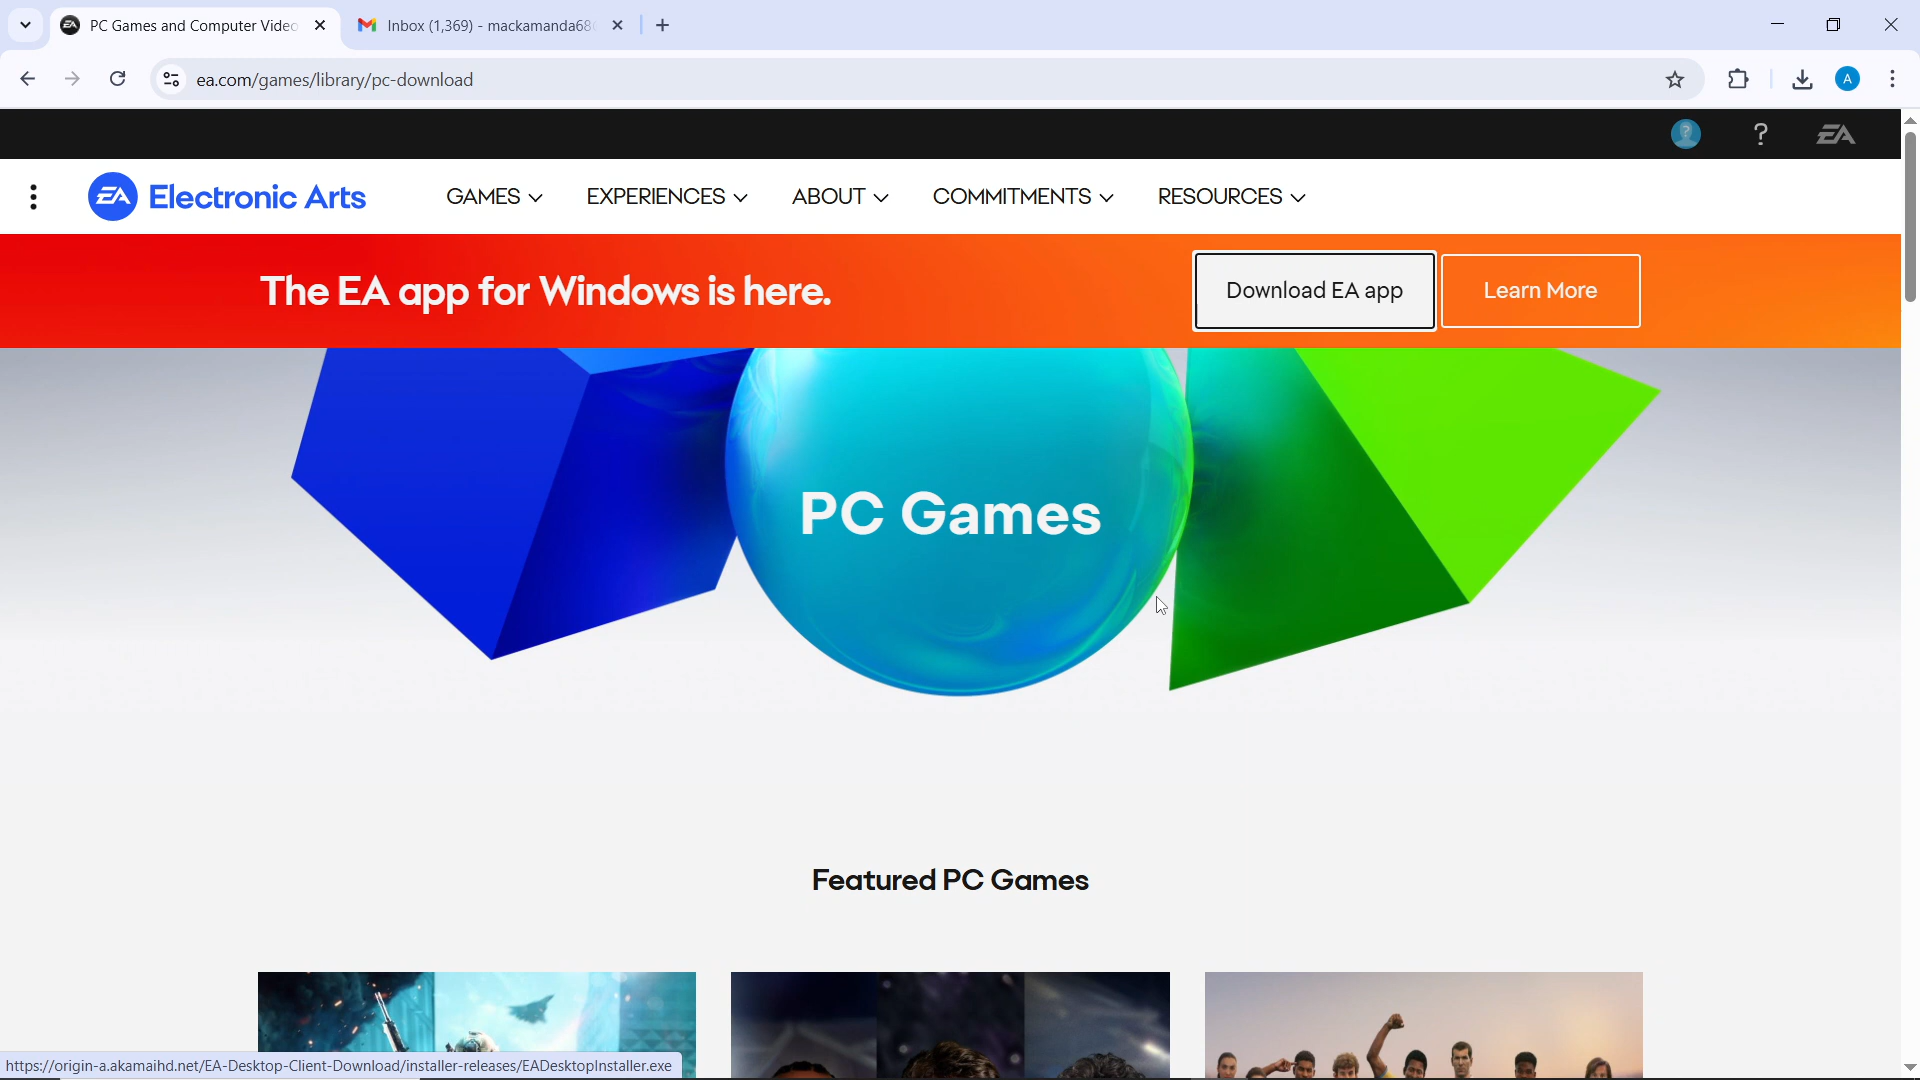 PC Games and Computer Video
Inbox (1,369) - mackamanda68
ea.com/games/library/pc-download
A
?
EA
EA Electronic Arts
GAMES
EXPERIENCES
ABOUT
COMMITMENTS
RESOURCES
The EA app for Windows is here.
Download EA app
Learn More
PC Games
Featured PC Games
https://origin-a.akamaihd.net/EA-Desktop-Client-Download/installer-releases/EADesktopInstaller.exe